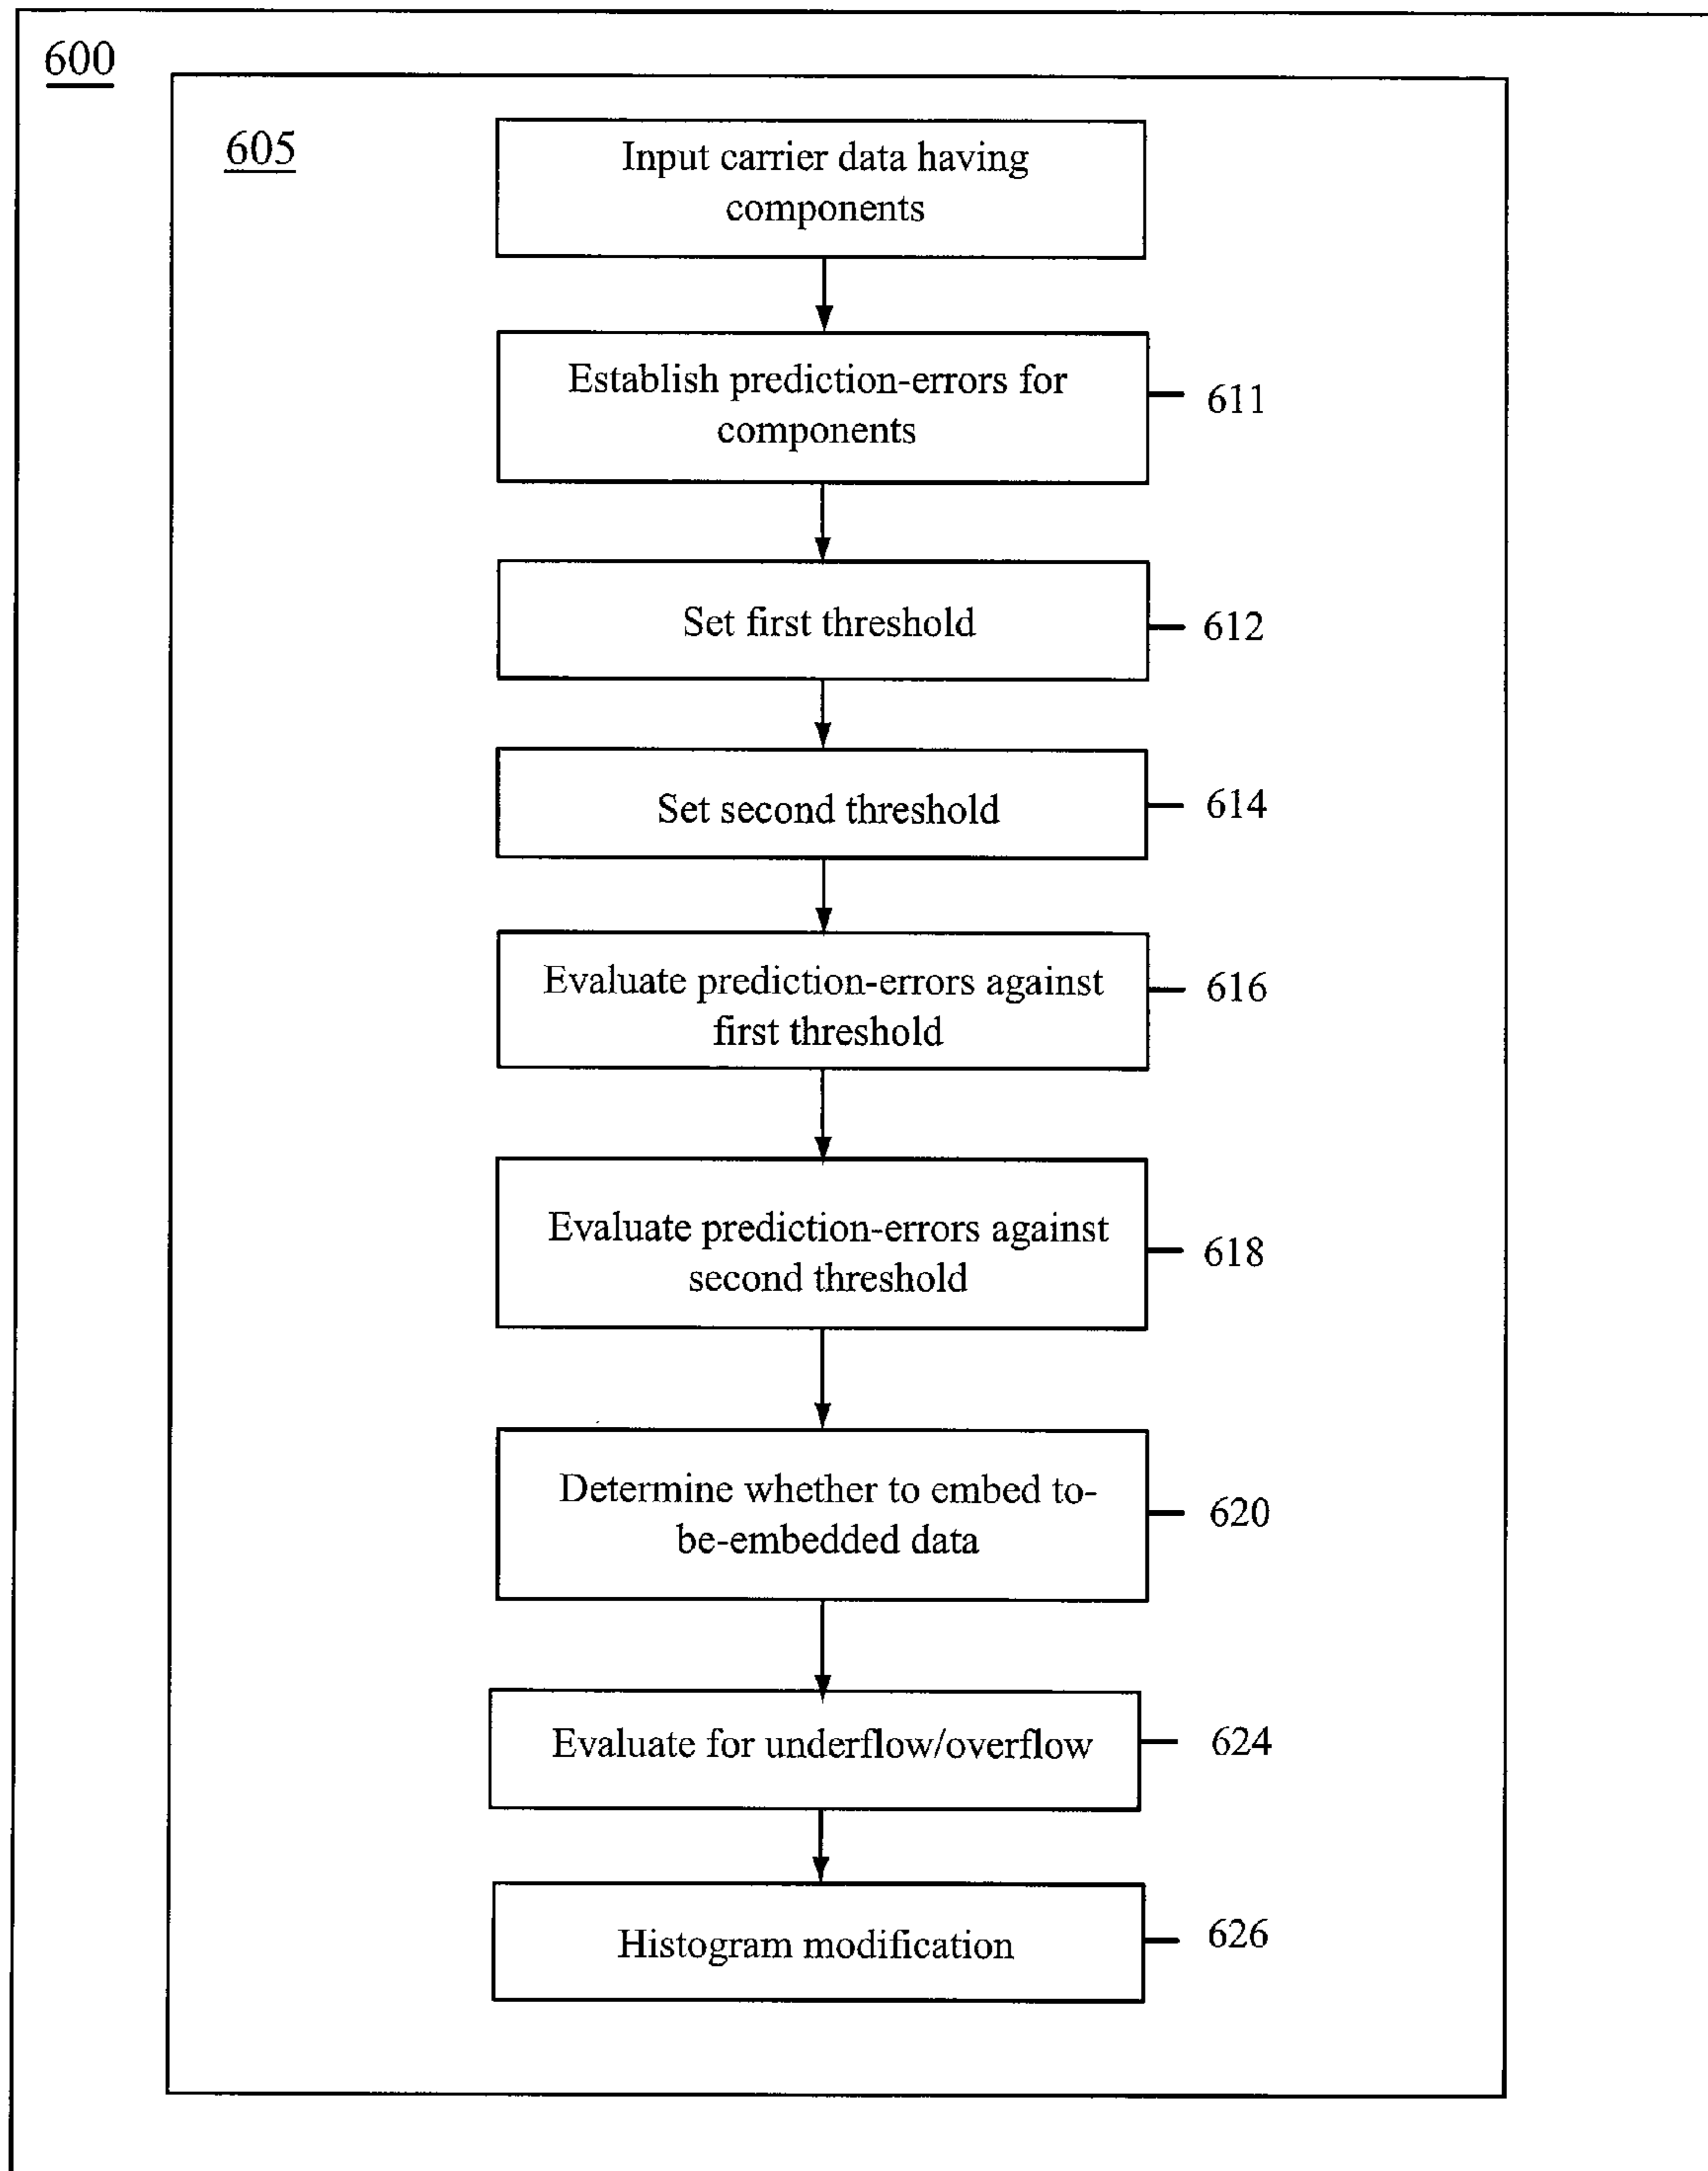 600
605
Input carrier data having
components
Establish prediction-errors for
components
611
Set first threshold
612
Set second threshold
614
Evaluate prediction-errors against
first threshold
616
Evaluate prediction-errors against
second threshold
618
Determine whether to embed to-
be-embedded data
620
Evaluate for underflow/overflow
624
Histogram modification
626